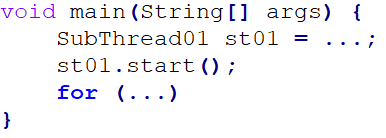 void main(String[] args) {
    SubThread01 st01 = ...;
    st01.start();
    for (...)
}